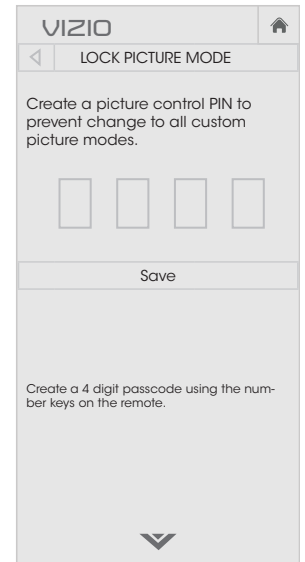 VIZIO
LOCK PICTURE MODE
Create a picture control PIN to
prevent change to all custom
picture modes.
Save
Create a 4 digit passcode using the num-
ber keys on the remote.